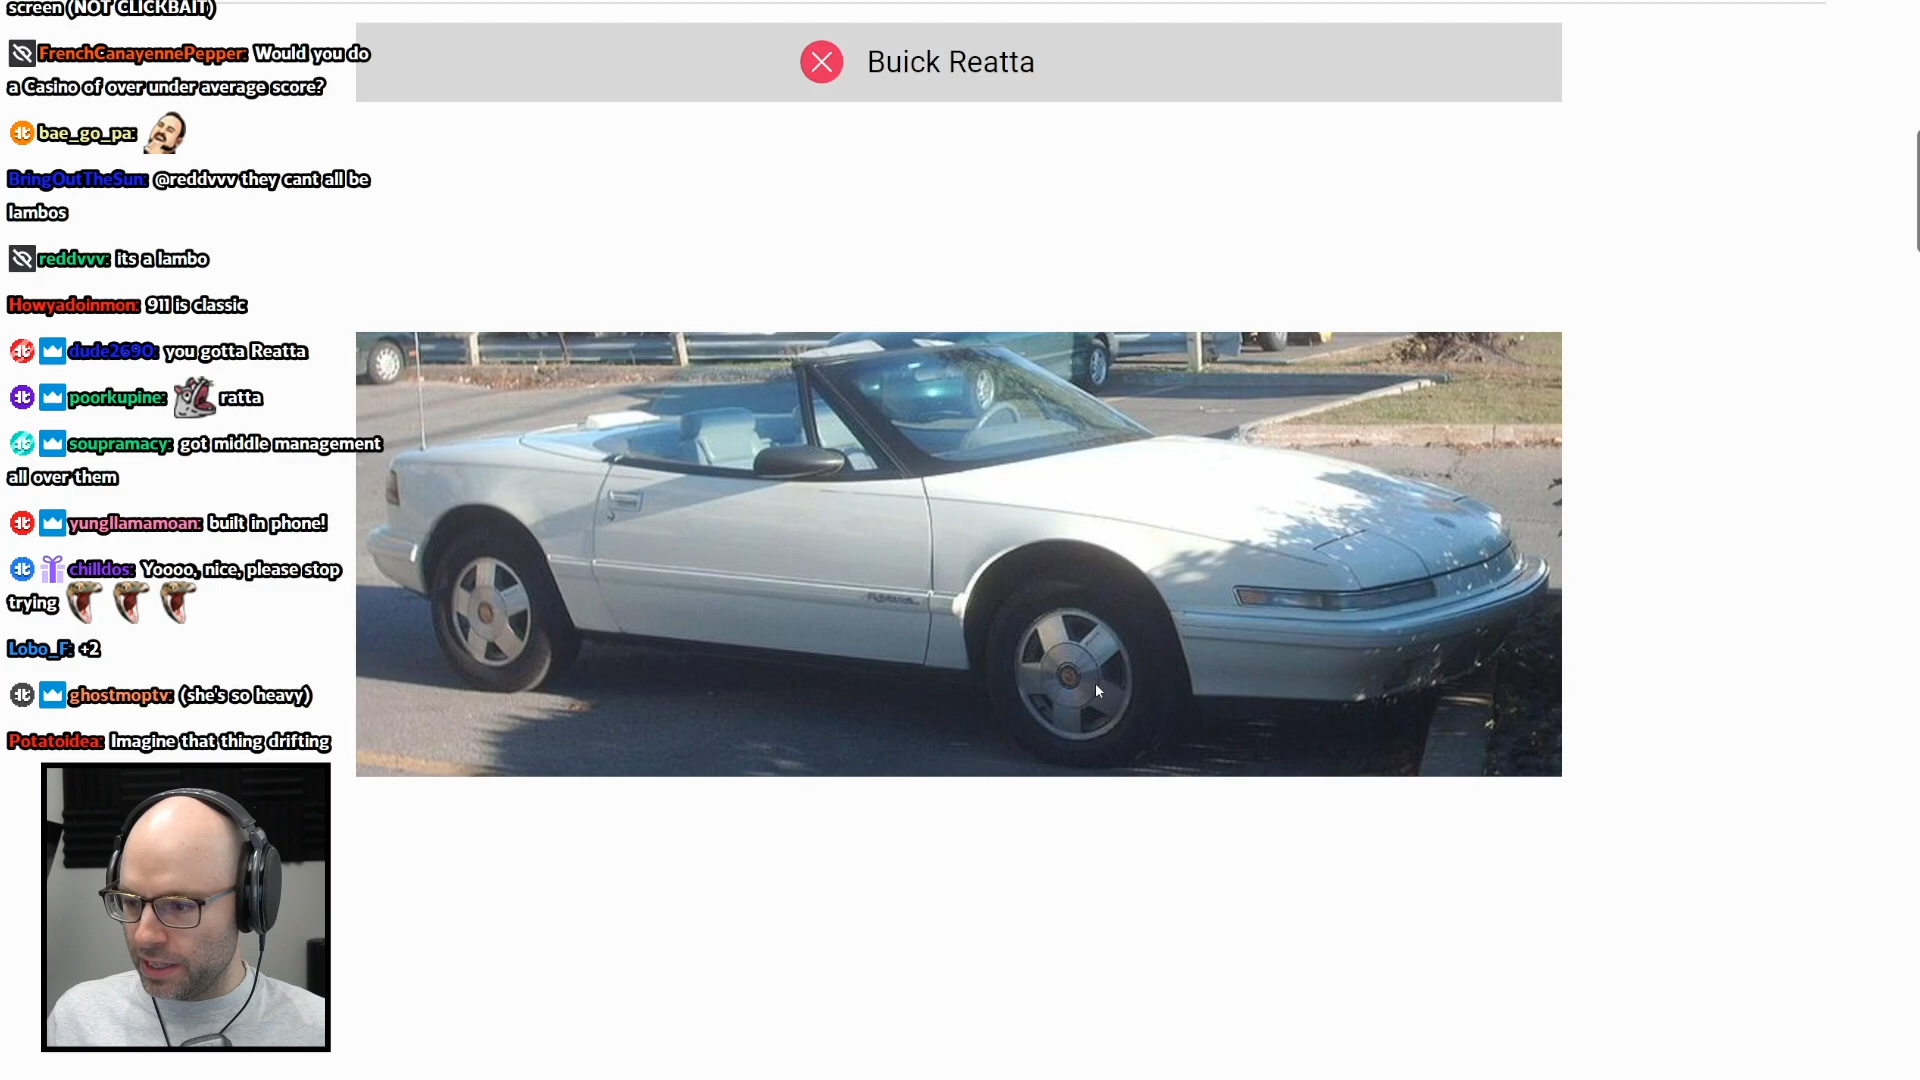 screen (NOT CLICKBAIT)
FrenchCanayennePepper: Would you do
a Casino of over under average score?
bae_go_pa:
BringOutTheSun: @reddvvv they cant all be
lambos
reddvvv: its a lambo
Howyadoinmon: 911 is classic
dude2690: you gotta Reatta
poorkupine: ratta
soupramacy: got middle management
all over them
yungllamamoan: built in phone!
chilldos: Yoooo, nice, please stop
trying
Lobo_F: +2
ghostmoptv: (she's so heavy)
Potatoidea: Imagine that thing drifting
Buick Reatta